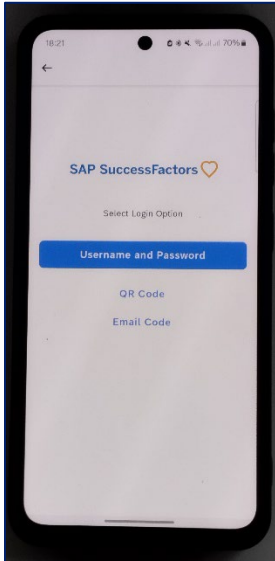 18:21
70%
SAP SuccessFactors
Select Login Option
Username and Password
QR Code
Email Code